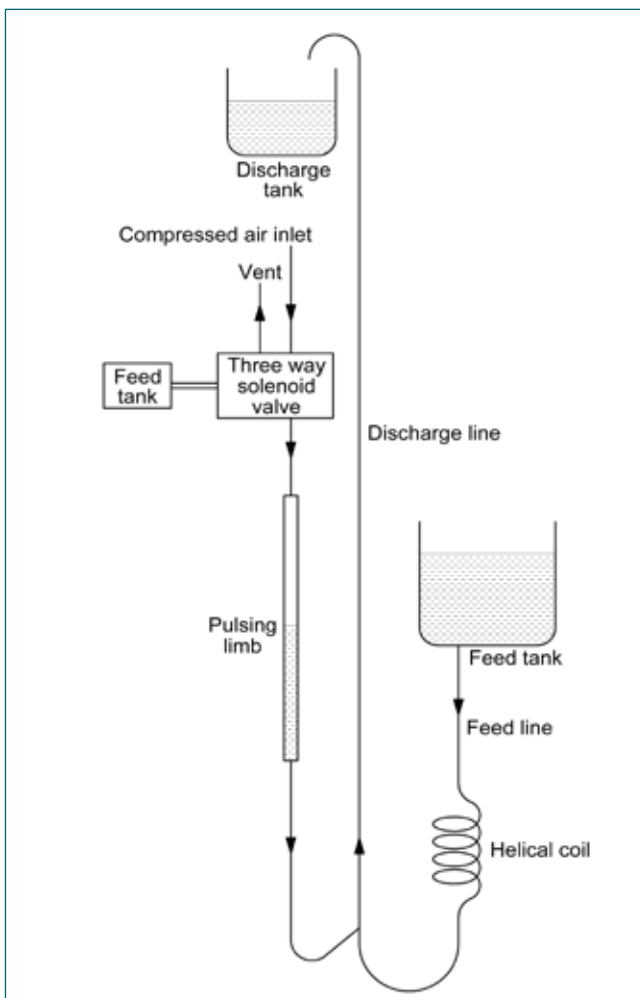 Discharge
tank
Compressed air inlet
Vent
Feed
tank
Three way
solenoid
valve
Discharge line
Pulsing
limb
Feed tank
Feed line
Helical coil